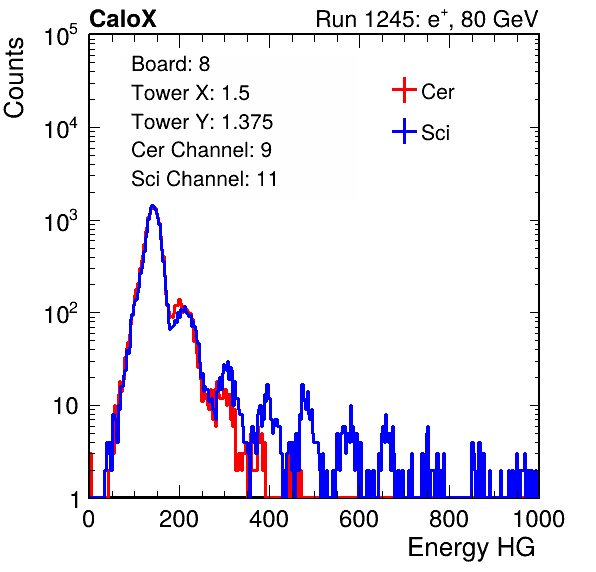 CaloX Run 1245: e⁺, 80 GeV
Board: 8
Tower X: 1.5
Tower Y: 1.375
Cer Channel: 9
Sci Channel: 11
Cer
Sci
Counts
10⁵
10⁴
10³
10²
10
1
0 200 400 600 800 1000
Energy HG